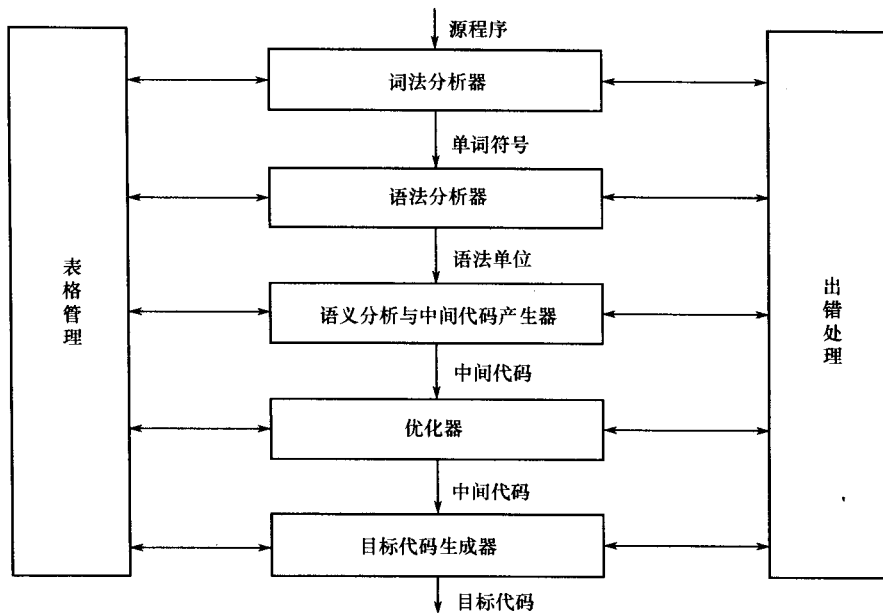 源程序
词法分析器
单词符号
语法分析器
语法单位
语义分析与中间代码产生器
中间代码
优化器
中间代码
目标代码生成器
目标代码
表格管理
出错处理